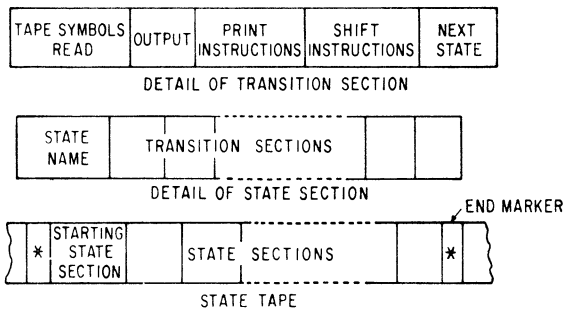 TAPE SYMBOLS READ
OUTPUT
PRINT INSTRUCTIONS
SHIFT INSTRUCTIONS
NEXT STATE
DETAIL OF TRANSITION SECTION
STATE NAME
TRANSITION SECTIONS
DETAIL OF STATE SECTION
END MARKER
*
STARTING STATE SECTION
STATE SECTIONS
*
STATE TAPE